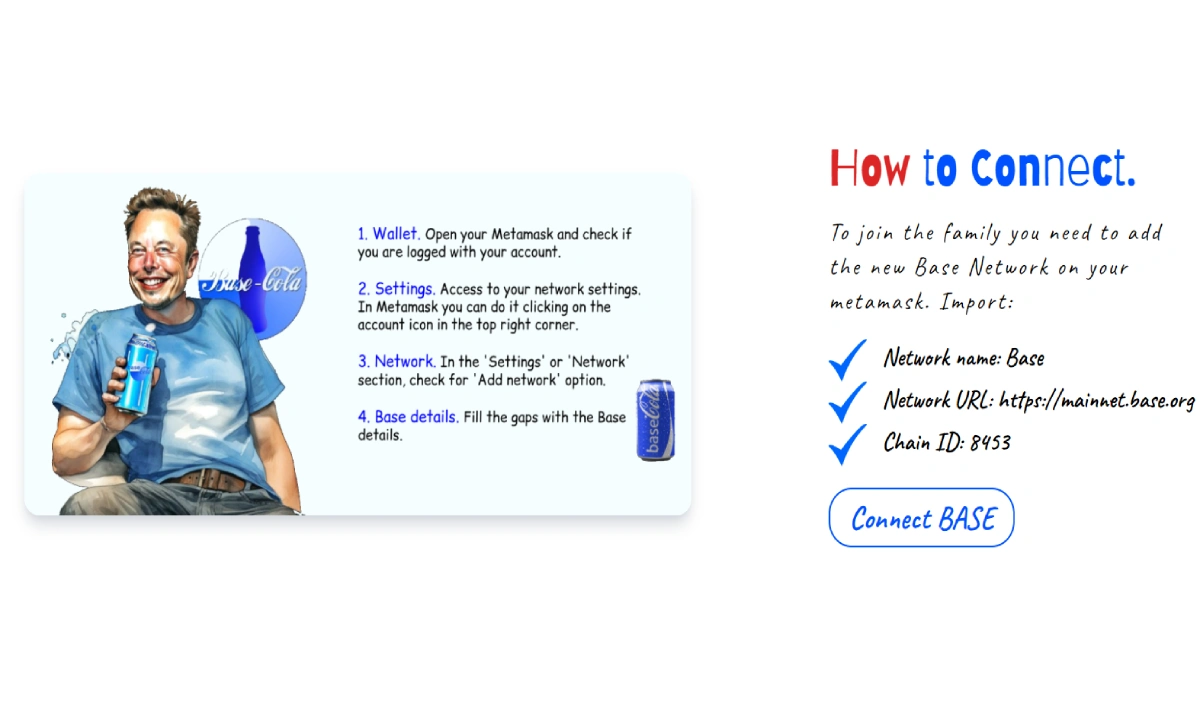 Base-Cola
1. Wallet. Open your Metamask and check if
you are logged with your account.
2. Settings. Access to your network settings.
In Metamask you can do it clicking on the
account icon in the top right corner.
3. Network. In the 'Settings' or 'Network'
section, check for 'Add network' option.
4. Base details. Fill the gaps with the Base
details.
baseCola
How to Connect.
To join the family you need to add
the new Base Network on your
metamask. Import:
Network name: Base
Network URL: https://mainnet.base.org
Chain ID: 8453
Connect BASE